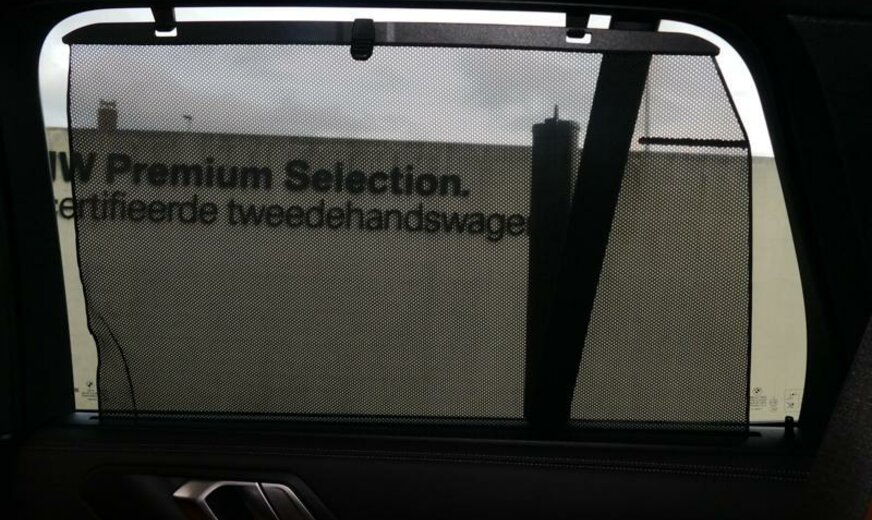 W Premium Selection.
ertifieerde tweedehandswage